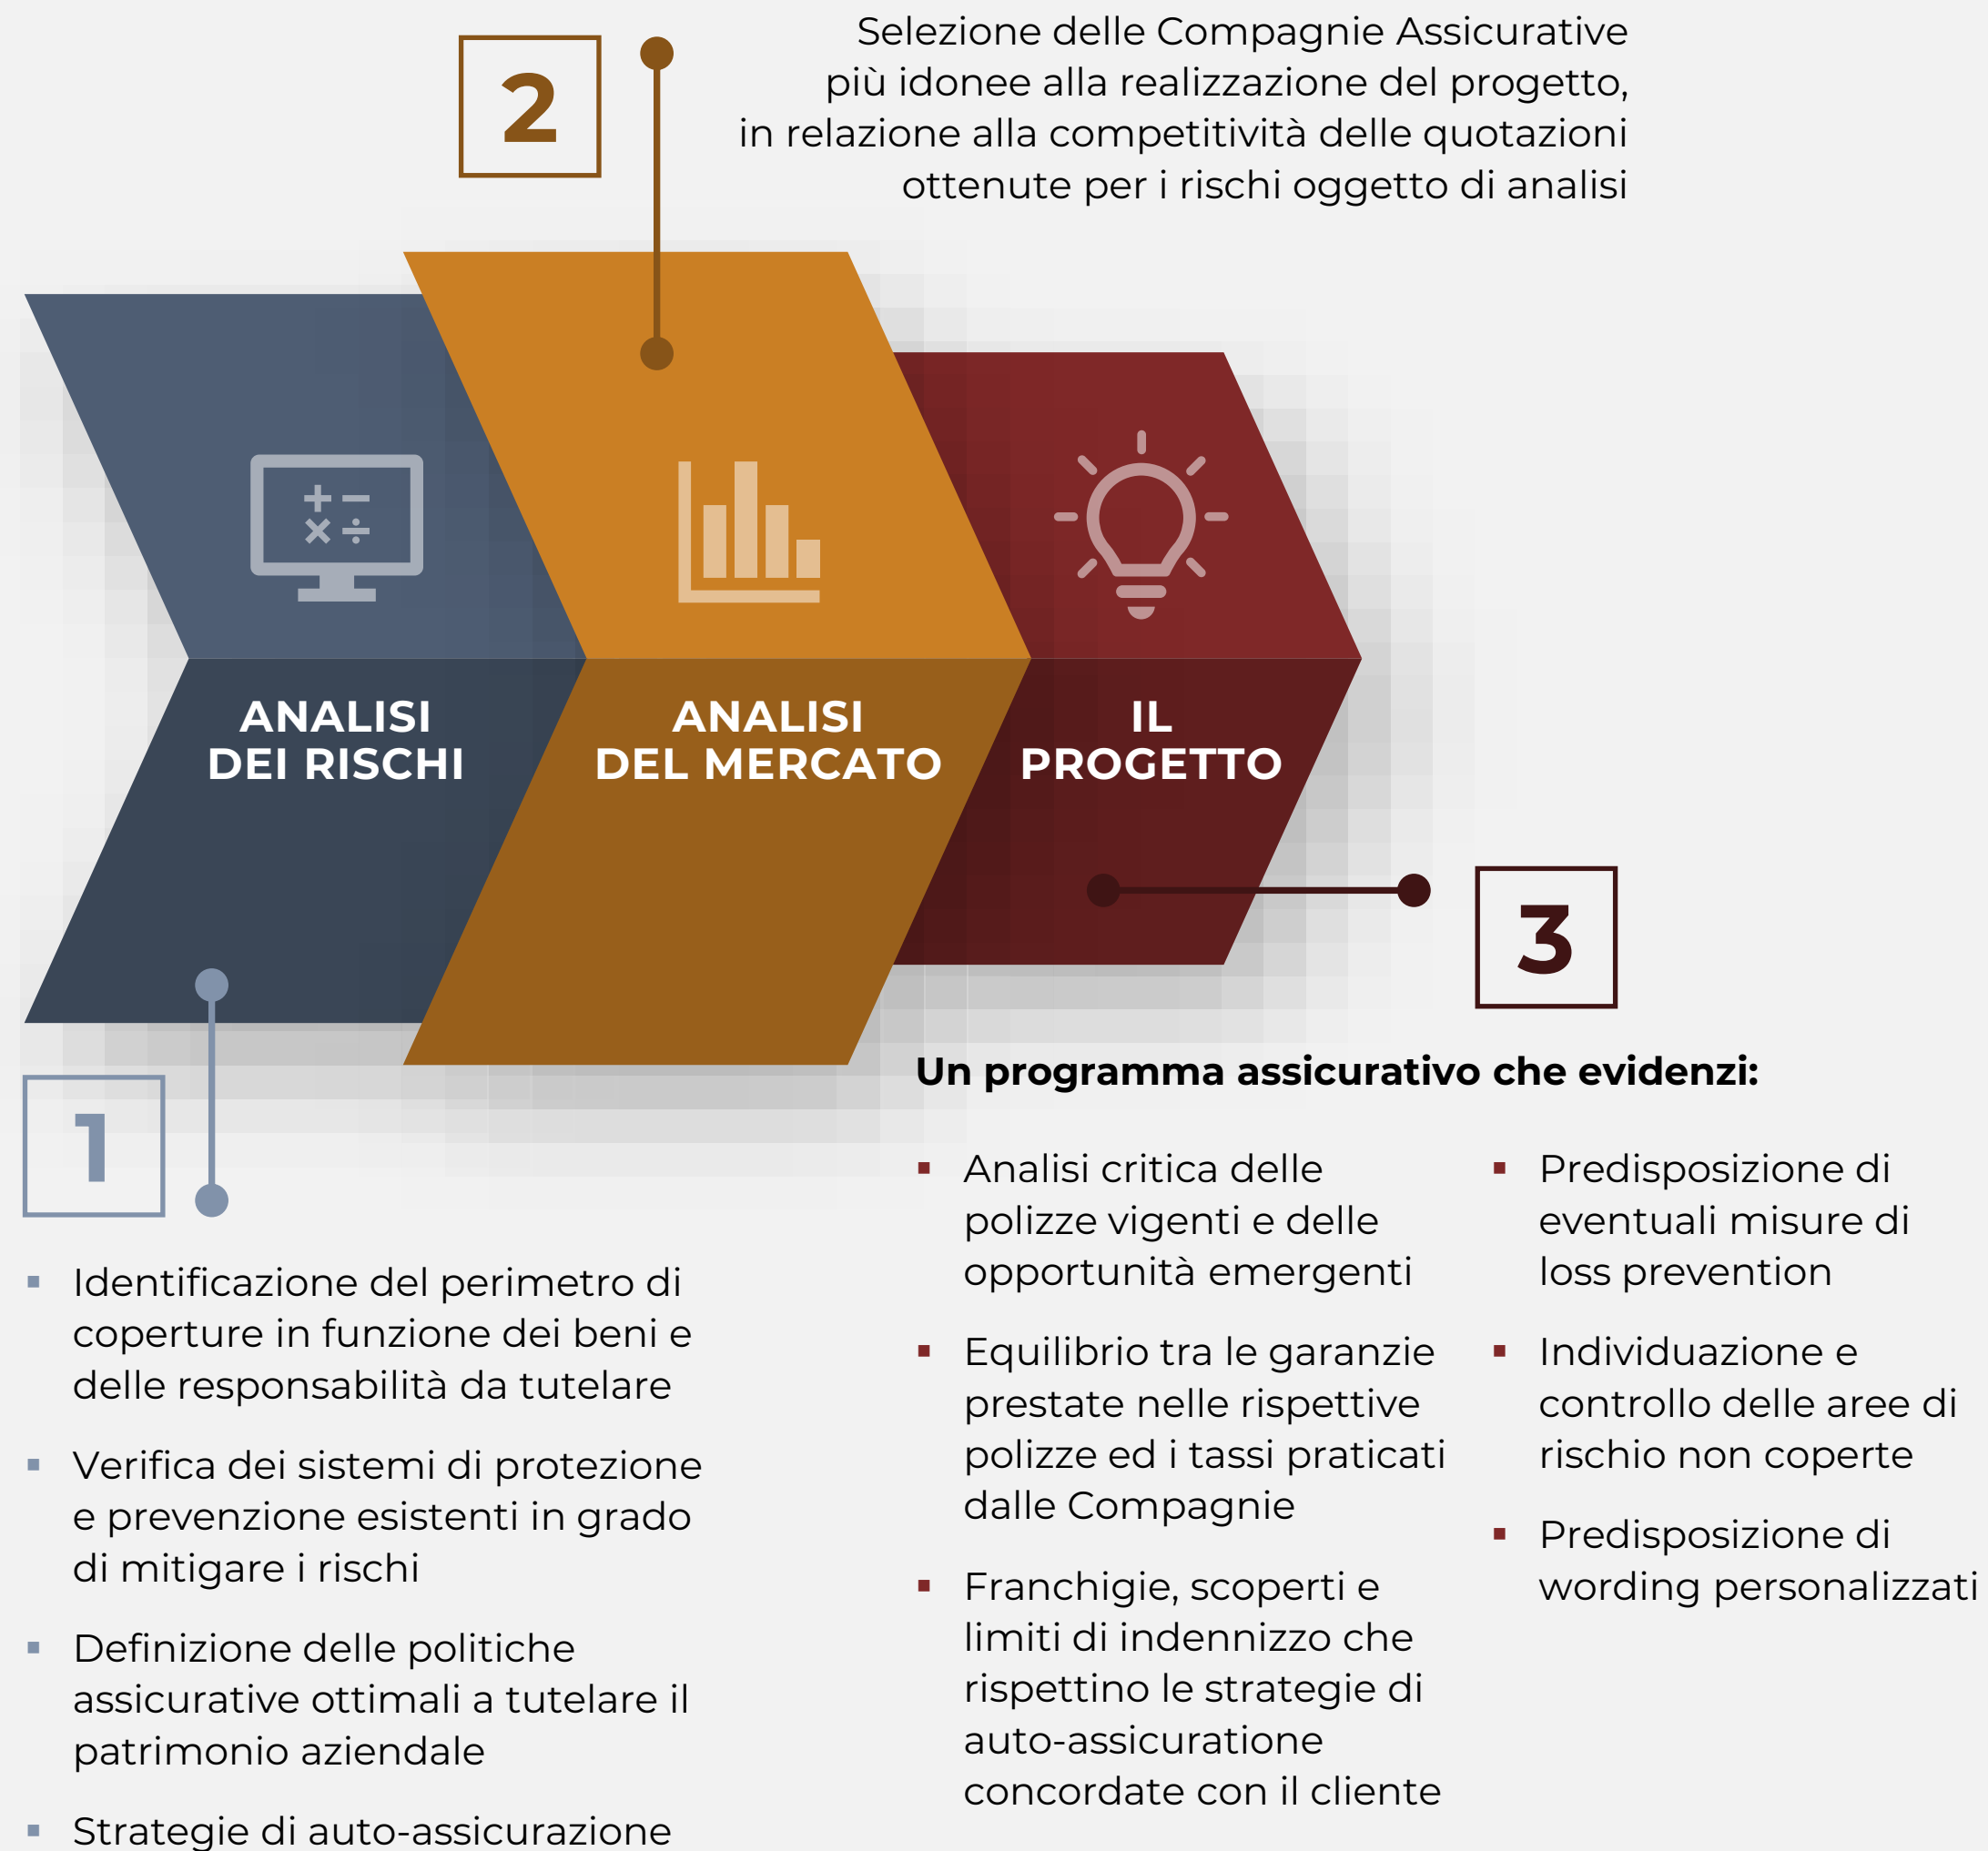 2
Selezione delle Compagnie Assicurative
più idonee alla realizzazione del progetto,
in relazione alla competitività delle quotazioni
ottenute per i rischi oggetto di analisi
ANALISI
DEI RISCHI
ANALISI
DEL MERCATO
IL
PROGETTO
1
Identificazione del perimetro di
coperture in funzione dei beni e
delle responsabilità da tutelare
Verifica dei sistemi di protezione
e prevenzione esistenti in grado
di mitigare i rischi
Definizione delle politiche
assicurative ottimali a tutelare il
patrimonio aziendale
Strategie di auto-assicurazione
3
Un programma assicurativo che evidenzi:
Analisi critica delle
polizze vigenti e delle
opportunità emergenti
Equilibrio tra le garanzie
prestate nelle rispettive
polizze ed i tassi praticati
dalle Compagnie
Franchigie, scoperti e
limiti di indennizzo che
rispettino le strategie di
auto-assicuratione
concordate con il cliente
Predisposizione di
eventuali misure di
loss prevention
Individuazione e
controllo delle aree di
rischio non coperte
Predisposizione di
wording personalizzati